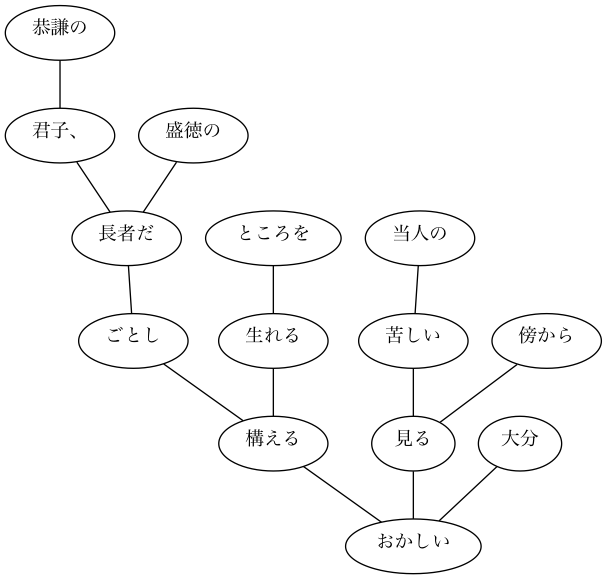 恭謙の
君子、
盛徳の
長者だ
ところを
当人の
ごとし
生れる
苦しい
傍から
構える
見る
大分
おかしい